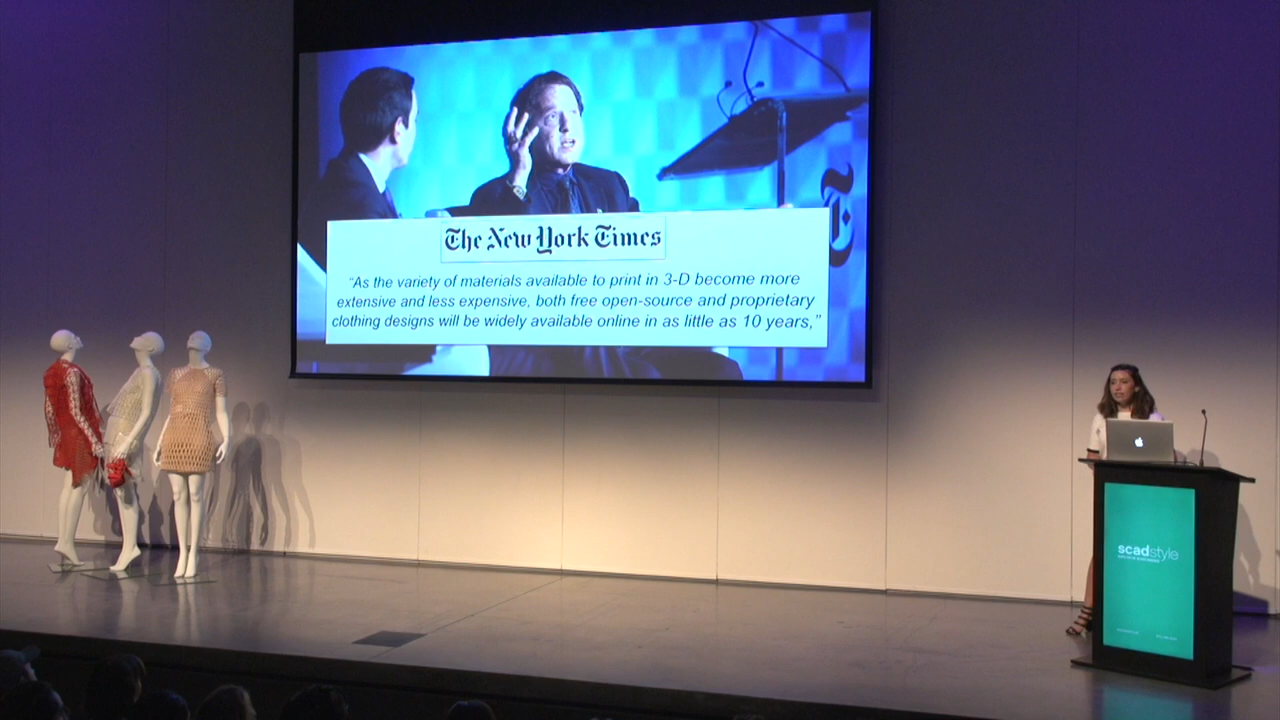 The New York Times
“As the variety of materials available to print in 3-D become more
extensive and less expensive, both free open-source and proprietary
clothing designs will be widely available online in as little as 10 years,”
scadstyle